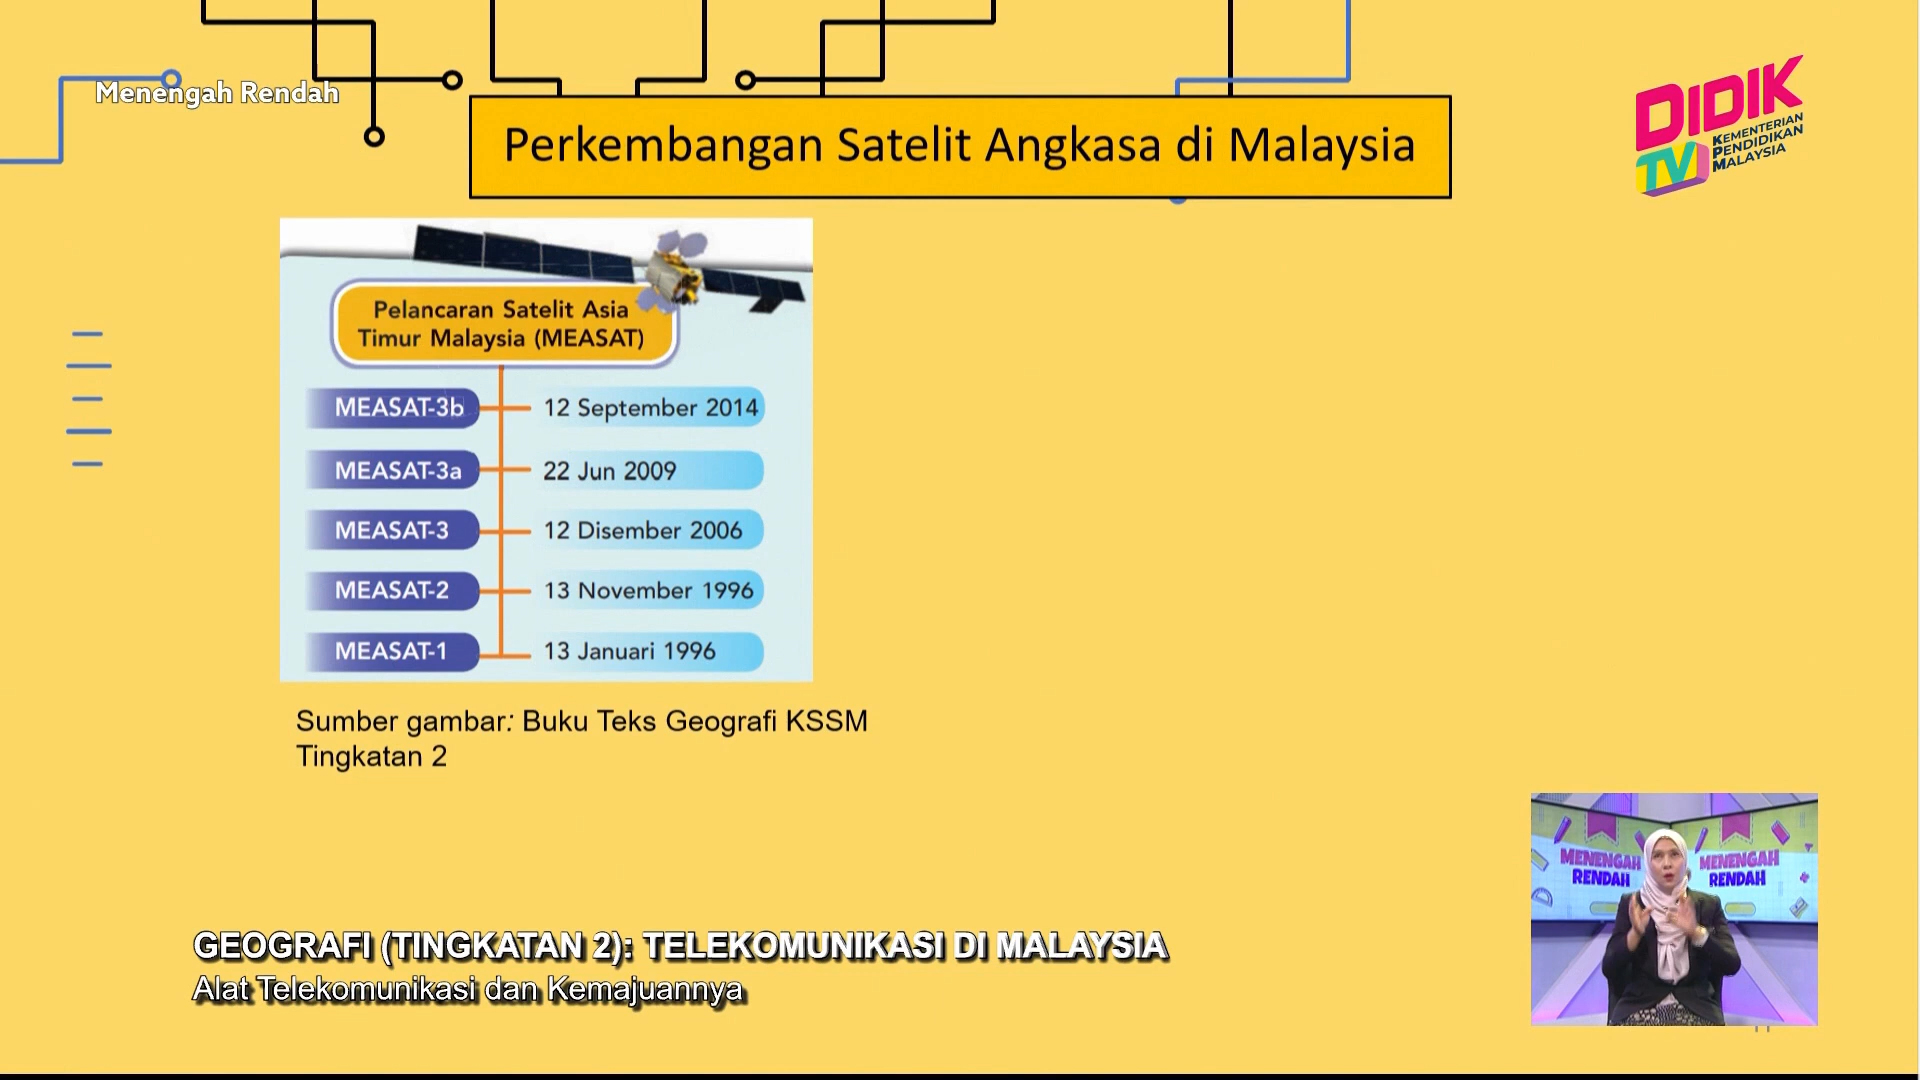 Menengah Rendah
Perkembangan Satelit Angkasa di Malaysia
DIDIK
TV
KEMENTERIAN
PENDIDIKAN
MALAYSIA
Pelancaran Satelit Asia
Timur Malaysia (MEASAT)
MEASAT-3b 12 September 2014
MEASAT-3a 22 Jun 2009
MEASAT-3 12 Disember 2006
MEASAT-2 13 November 1996
MEASAT-1 13 Januari 1996
Sumber gambar: Buku Teks Geografi KSSM
Tingkatan 2
MENENGAH
RENDAH
MENENGAH
RENDAH
GEOGRAFI (TINGKATAN 2): TELEKOMUNIKASI DI MALAYSIA
Alat Telekomunikasi dan Kemajuannya